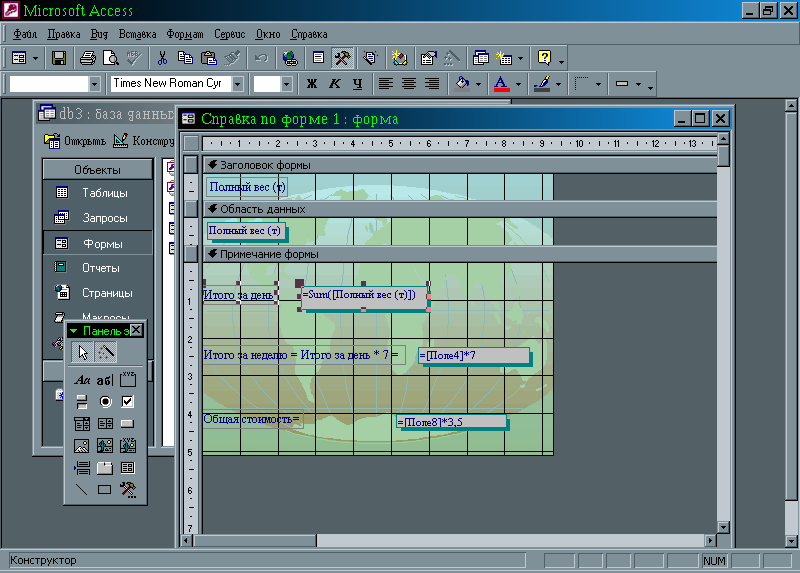 Microsoft Access
Файл Правка Вид Вставка Формат Сервис Окно Справка
Times New Roman Cyr Ж К Ч
db3 : база данных
Справка по форме 1 : форма
Открыть Констру
Объекты
Таблицы
Запросы
Формы
Отчеты
Страницы
Макросы
Панель э
Aa аб
1 2 3 4 5 6 7 8 9 10 11 12 13
Заголовок формы
Полный вес (т)
Область данных
Полный вес (т)
Примечание формы
Итого за день =Sum([Полный вес (т)])
1
2
Итого за неделю = Итого за день * 7 = =[Поле4]*7
3
4
Общая стоимость= =[Поле8]*3,5
5
6
7
Конструктор NUM